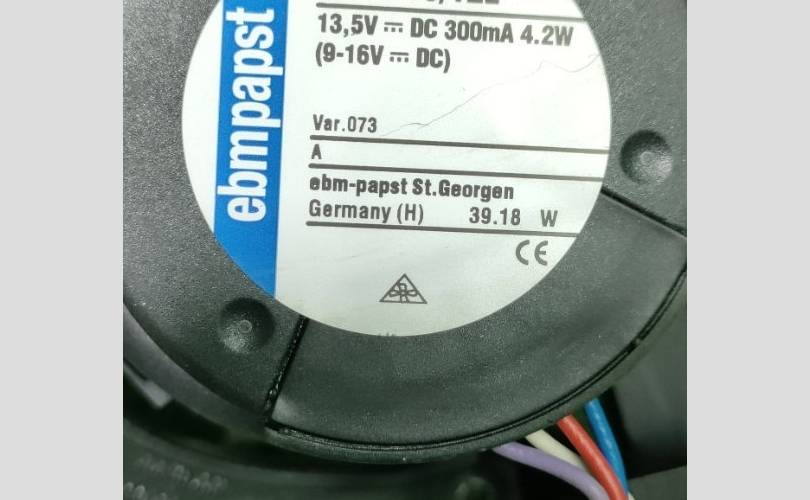 ebmpapst
13,5V ⎓ DC 300mA 4.2W
(9-16V ⎓ DC)
Var.073
A
ebm-papst St.Georgen
Germany (H) 39.18 W
CE